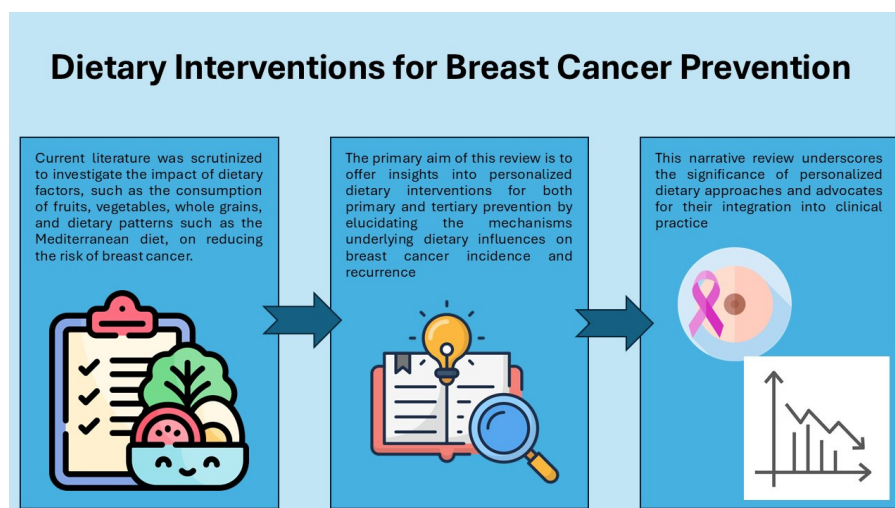 Dietary Interventions for Breast Cancer Prevention
Current literature was scrutinized
to investigate the impact of dietary
factors, such as the consumption
of fruits, vegetables, whole grains,
and dietary patterns such as the
Mediterranean diet, on reducing
the risk of breast cancer.
The primary aim of this review is to
offer insights into personalized
dietary interventions for both
primary and tertiary prevention by
elucidating the mechanisms
underlying dietary influences on
breast cancer incidence and
recurrence
This narrative review underscores
the significance of personalized
dietary approaches and advocates
for their integration into clinical
practice